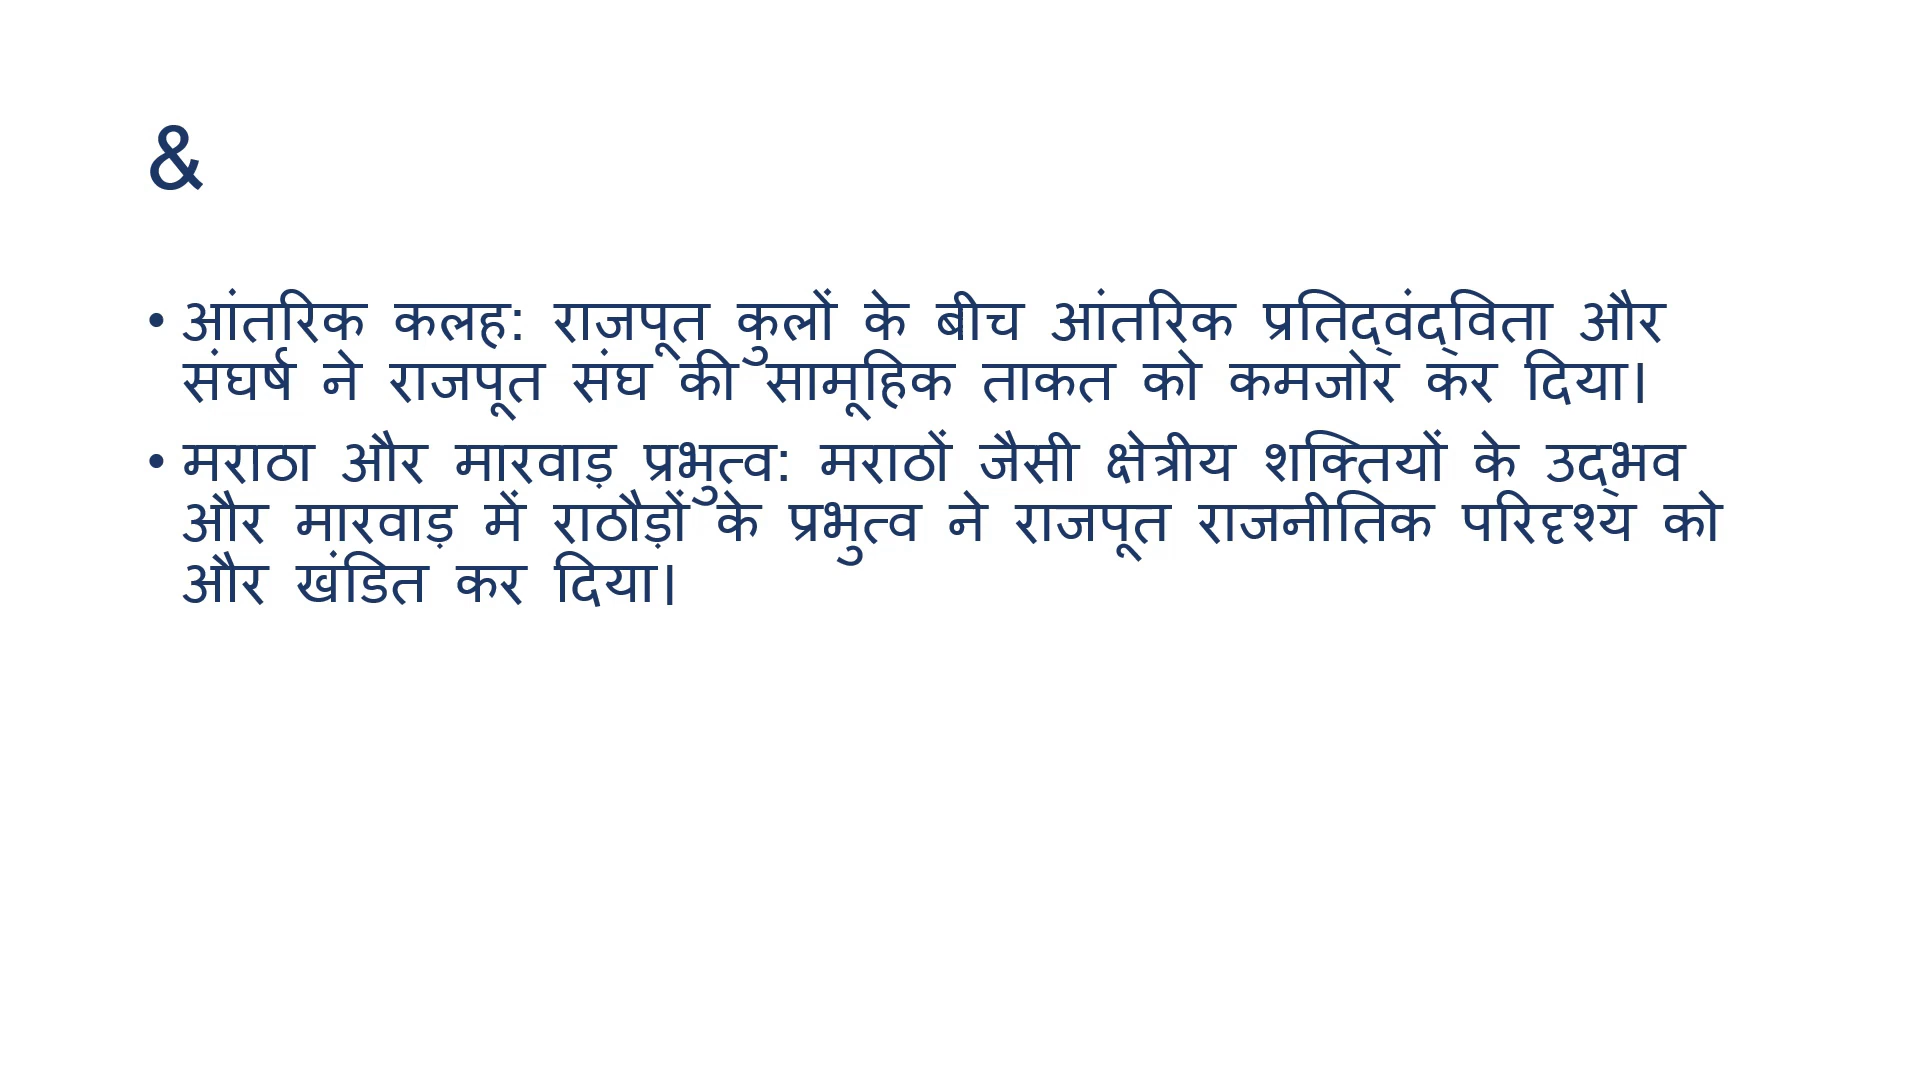 &
• आंतरिक कलह: राजपूत कुलों के बीच आंतरिक प्रतिद्वंद्विता और
संघर्ष ने राजपूत संघ की सामूहिक ताकत को कमजोर कर दिया।
• मराठा और मारवाड़ प्रभुत्व: मराठों जैसी क्षेत्रीय शक्तियों के उद्भव
और मारवाड़ में राठौड़ों के प्रभुत्व ने राजपूत राजनीतिक परिदृश्य को
और खंडित कर दिया।